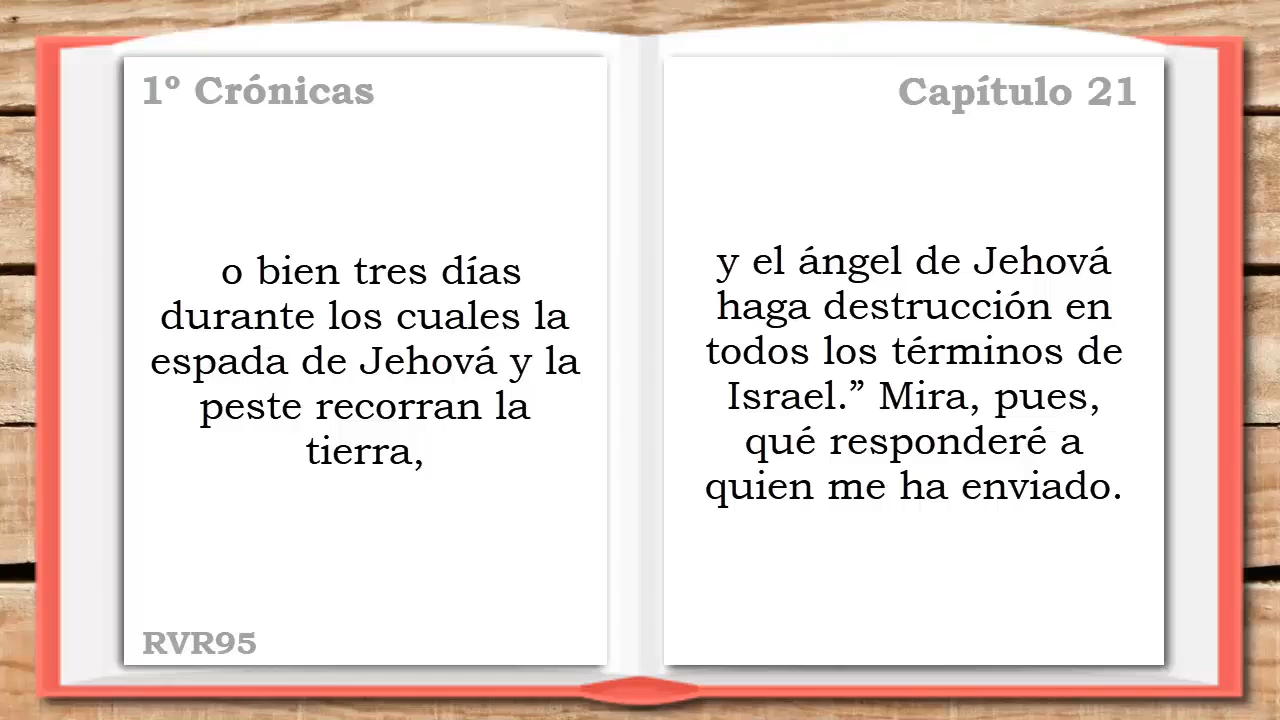 1º Crónicas
o bien tres días
durante los cuales la
espada de Jehová y la
peste recorran la
tierra,
RVR95
Capítulo 21
y el ángel de Jehová
haga destrucción en
todos los términos de
Israel.” Mira, pues,
qué responderé a
quien me ha enviado.